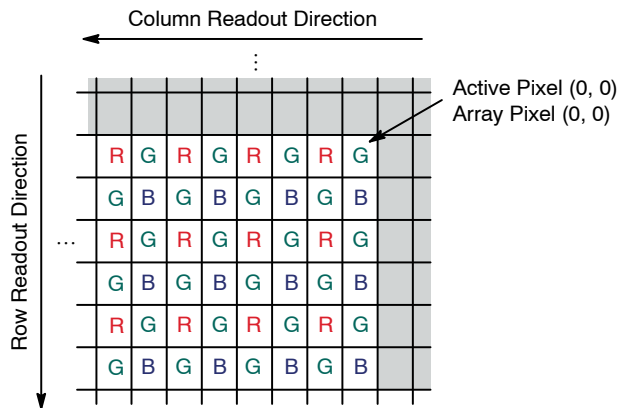 Column Readout Direction
...
Active Pixel (0, 0)
Array Pixel (0, 0)
Row Readout Direction
R G R G R G R G
G B G B G B G B
R G R G R G R G
...
G B G B G B G B
R G R G R G R G
G B G B G B G B